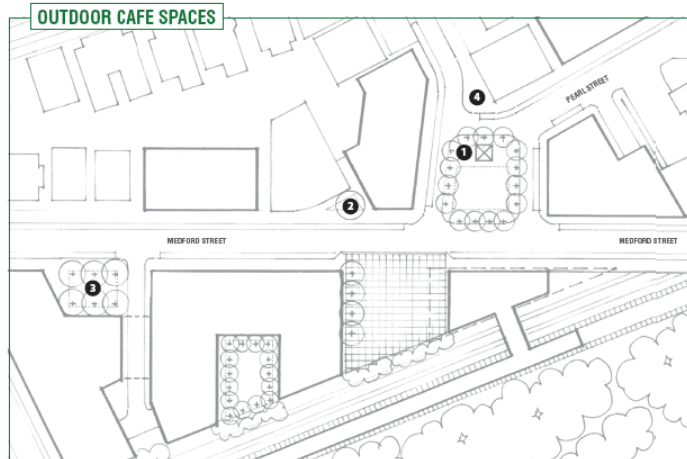 OUTDOOR CAFE SPACES
4
PEARL STREET
1
2
MEDFORD STREET
MEDFORD STREET
3